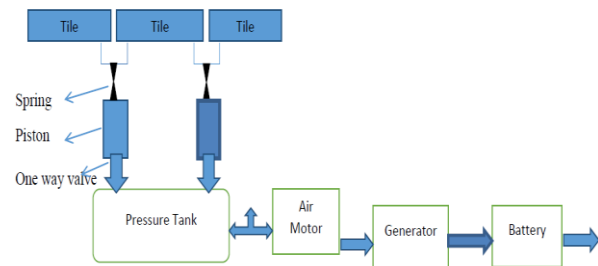 Tile
Tile
Tile
Spring
Piston
One way valve
Pressure Tank
Air
Motor
Generator
Battery